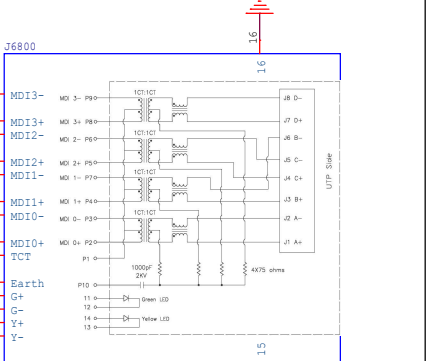 16
J6800
16
1CT:1CT
MDI3- MDI 3- P9 J8 D-
MDI3+ MDI 3+ P8 J7 D+
1CT:1CT
MDI2- MDI 2- P6 J6 B-
MDI2+ MDI 2+ P5 J5 C-
1CT:1CT
MDI1- MDI 1- P7 J4 C+
MDI1+ MDI 1+ P4 J3 B+
1CT:1CT
MDI0- MDI 0- P3 J2 A-
MDI0+ MDI 0+ P2 J1 A+
UTP Side
TCT P1
1000pF
2KV
4X75 ohms
Earth P10
G+ 11 Green LED
G- 12
Y+ 14 Yellow LED
Y- 13
15